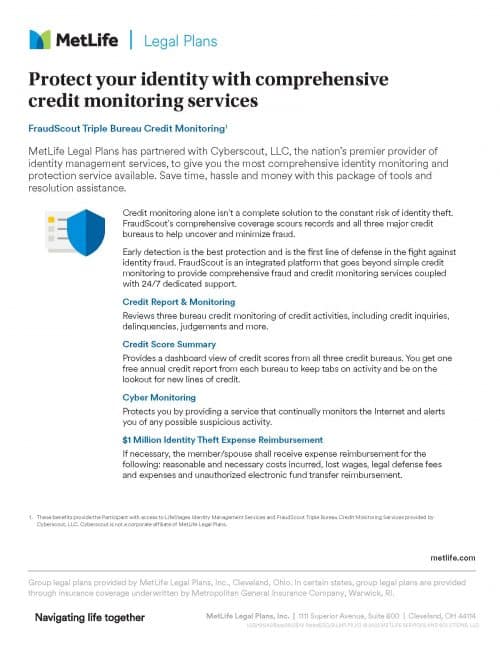 MetLife | Legal Plans
Protect your identity with comprehensive
credit monitoring services
FraudScout Triple Bureau Credit Monitoring¹
MetLife Legal Plans has partnered with Cyberscout, LLC, the nation's premier provider of
identity management services, to give you the most comprehensive identity monitoring and
protection service available. Save time, hassle and money with this package of tools and
resolution assistance.
Credit monitoring alone isn't a complete solution to the constant risk of identity theft.
FraudScout's comprehensive coverage scours records and all three major credit
bureaus to help uncover and minimize fraud.
Early detection is the best protection and is the first line of defense in the fight against
identity fraud. FraudScout is an integrated platform that goes beyond simple credit
monitoring to provide comprehensive fraud and credit monitoring services coupled
with 24/7 dedicated support.
Credit Report & Monitoring
Reviews three bureau credit monitoring of credit activities, including credit inquiries,
delinquencies, judgements and more.
Credit Score Summary
Provides a dashboard view of credit scores from all three credit bureaus. You get one
free annual credit report from each bureau to keep tabs on activity and be on the
lookout for new lines of credit.
Cyber Monitoring
Protects you by providing a service that continually monitors the Internet and alerts
you of any possible suspicious activity.
$1 Million Identity Theft Expense Reimbursement
If necessary, the member/spouse shall receive expense reimbursement for the
following: reasonable and necessary costs incurred, lost wages, legal defense fees
and expenses and unauthorized electronic fund transfer reimbursement.
1. These benefits provide the Participant with access to LifeStages Identity Management Services and FraudScout Triple Bureau Credit Monitoring Services provided by
Cyberscout, LLC. Cyberscout is not a corporate affiliate of MetLife Legal Plans.
metlife.com
Group legal plans provided by MetLife Legal Plans, Inc., Cleveland, Ohio. In certain states, group legal plans are provided
through insurance coverage underwritten by Metropolitan General Insurance Company, Warwick, RI.
Navigating life together
MetLife Legal Plans, Inc. | 1111 Superior Avenue, Suite 800 | Cleveland, OH 44114
METLIFE SERVICES AND SOLUTIONS, LLC